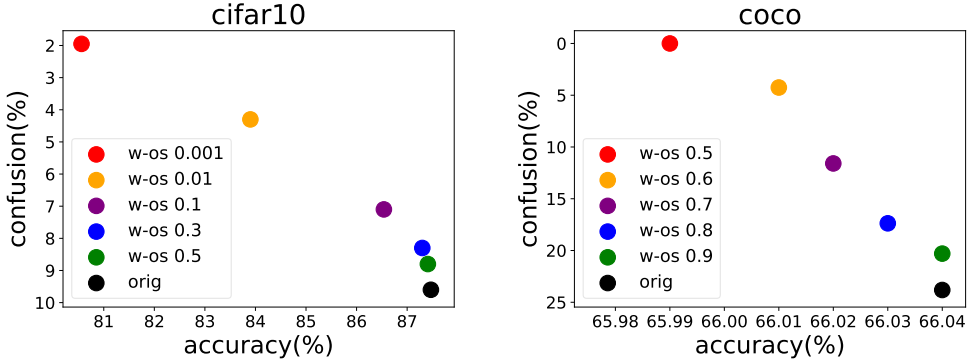 cifar10
confusion(%)
2
3
4
5
6
7
8
9
10
w-os 0.001
w-os 0.01
w-os 0.1
w-os 0.3
w-os 0.5
orig
81 82 83 84 85 86 87
accuracy(%)
coco
confusion(%)
0
5
10
15
20
25
w-os 0.5
w-os 0.6
w-os 0.7
w-os 0.8
w-os 0.9
orig
65.98 65.99 66.00 66.01 66.02 66.03 66.04
accuracy(%)